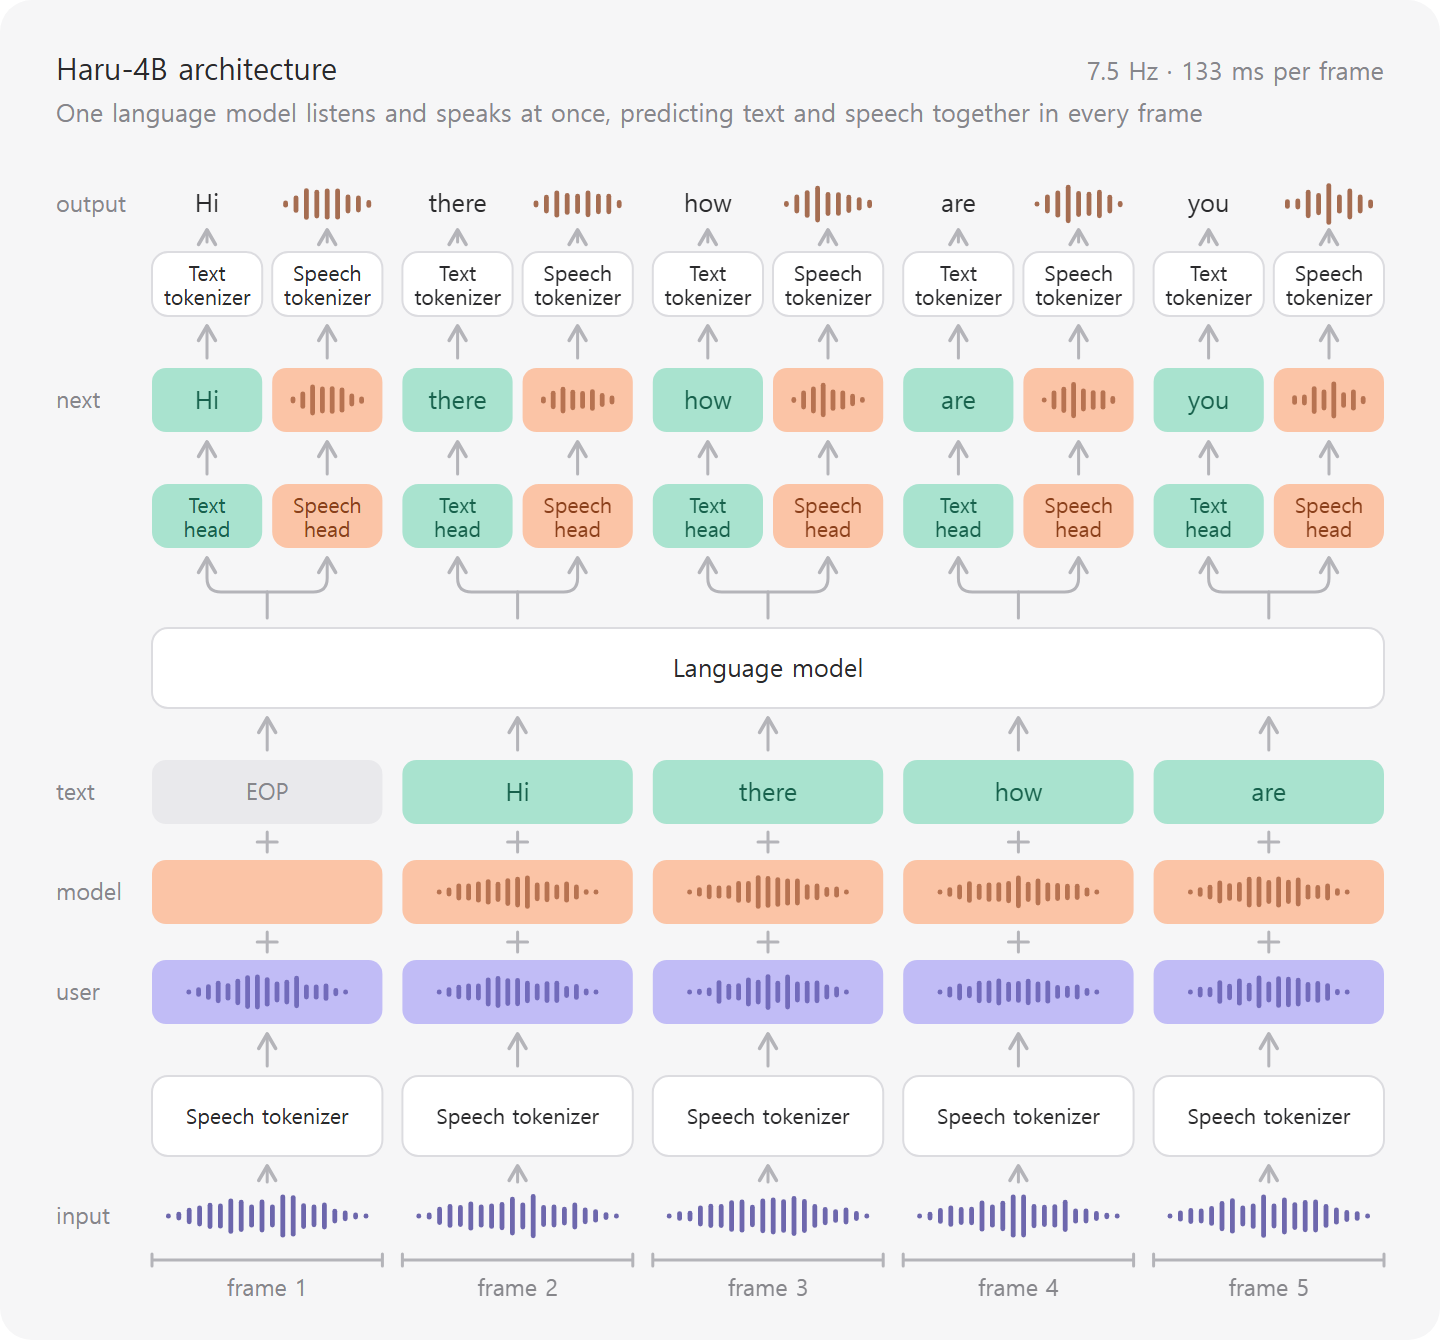 Haru-4B architecture
7.5 Hz · 133 ms per frame
One language model listens and speaks at once, predicting text and speech together in every frame
output
Hi
there
how
are
you
Text
tokenizer
Speech
tokenizer
Text
tokenizer
Speech
tokenizer
Text
tokenizer
Speech
tokenizer
Text
tokenizer
Speech
tokenizer
Text
tokenizer
Speech
tokenizer
next
Hi
there
how
are
you
Text
head
Speech
head
Text
head
Speech
head
Text
head
Speech
head
Text
head
Speech
head
Text
head
Speech
head
Language model
text
EOP
Hi
there
how
are
model
user
Speech tokenizer
Speech tokenizer
Speech tokenizer
Speech tokenizer
Speech tokenizer
input
frame 1
frame 2
frame 3
frame 4
frame 5